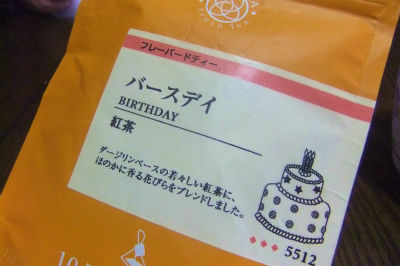 Fresh Tea
フレーバードティー
バースデイ
BIRTHDAY
紅茶
ダージリンベースの若々しい紅茶に、
ほのかに香る花びらをブレンドしました。
5512